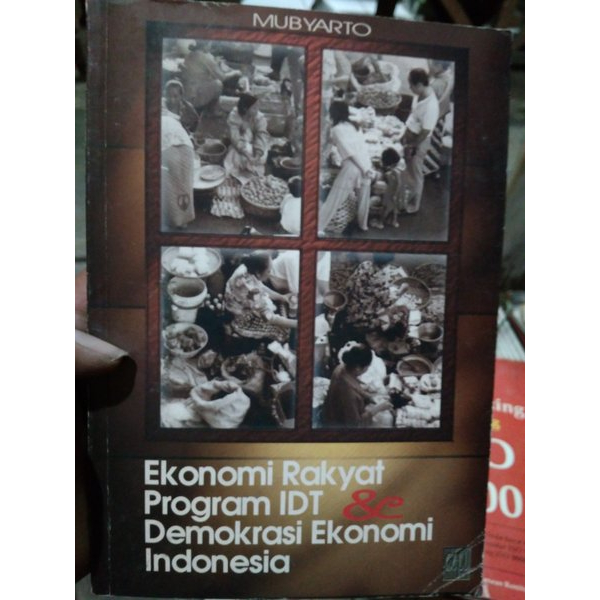 MUBYARTO
Ekonomi Rakyat
Program IDT &
Demokrasi Ekonomi
Indonesia